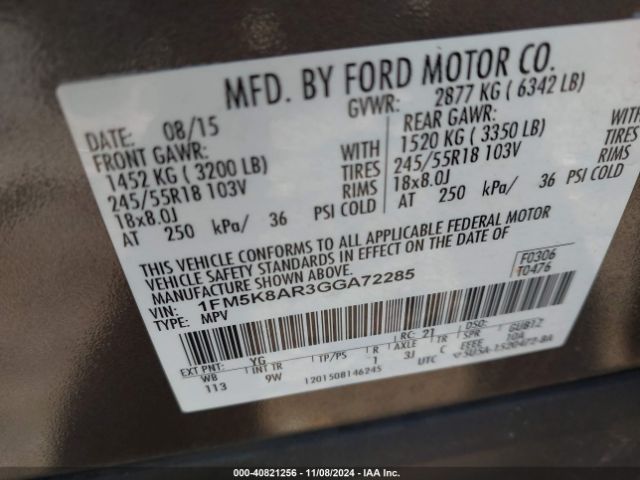 MFD. BY FORD MOTOR CO.
DATE: 08/15 GVWR: 2877 KG ( 6342 LB)
FRONT GAWR: REAR GAWR:
1452 KG ( 3200 LB) WITH 1520 KG ( 3350 LB) WITH
245/55R18 103V TIRES 245/55R18 103V TIRES
18x8.0J RIMS 18x8.0J RIMS
AT 250 kPa/ 36 PSI COLD AT 250 kPa/ 36 PSI COLD
THIS VEHICLE CONFORMS TO ALL APPLICABLE FEDERAL MOTOR
VEHICLE SAFETY STANDARDS IN EFFECT ON THE DATE OF
MANUFACTURE SHOWN ABOVE.
VIN: 1FM5K8AR3GGA72285 F0306
TYPE: MPV T0476
EXT PNT: YG RC: 21 DSO:
WB INT TR TP/PS R AXLE TR SPR GUB1Z
113 9W 1 3J C EEEE 10A
1201508146245 UTC
000-40821256 - 11/08/2024 - IAA Inc.